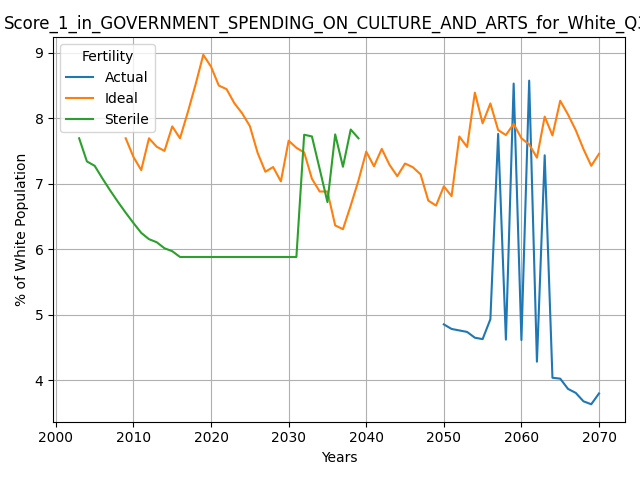 Score_1_in_GOVERNMENT_SPENDING_ON_CULTURE_AND_ARTS_for_White_Q
Fertility
Actual
Ideal
Sterile
% of White Population
9
8
7
6
5
4
2000 2010 2020 2030 2040 2050 2060 2070
Years